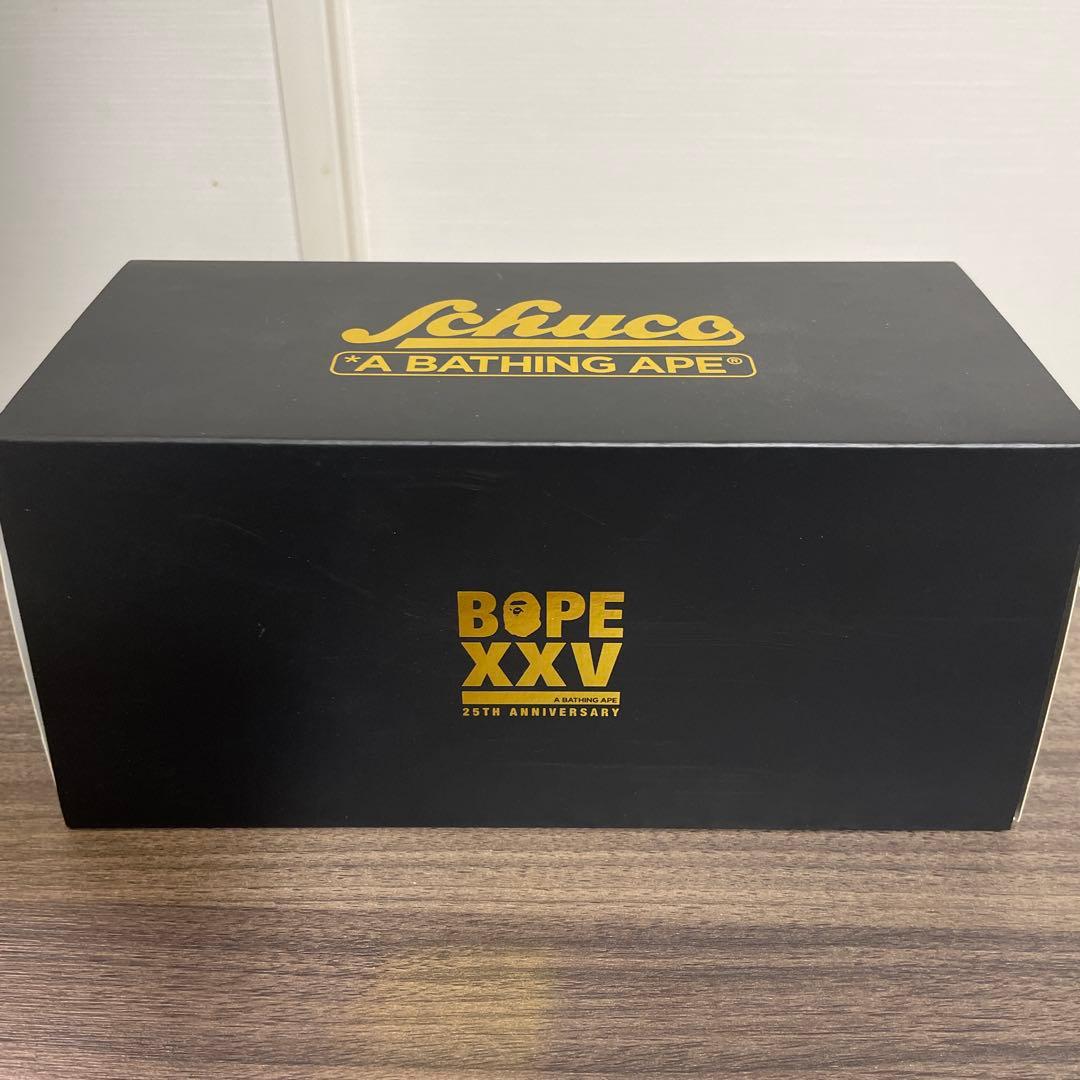 Schuco
*A BATHING APE®
BAPE
XXV
A BATHING APE
25TH ANNIVERSARY